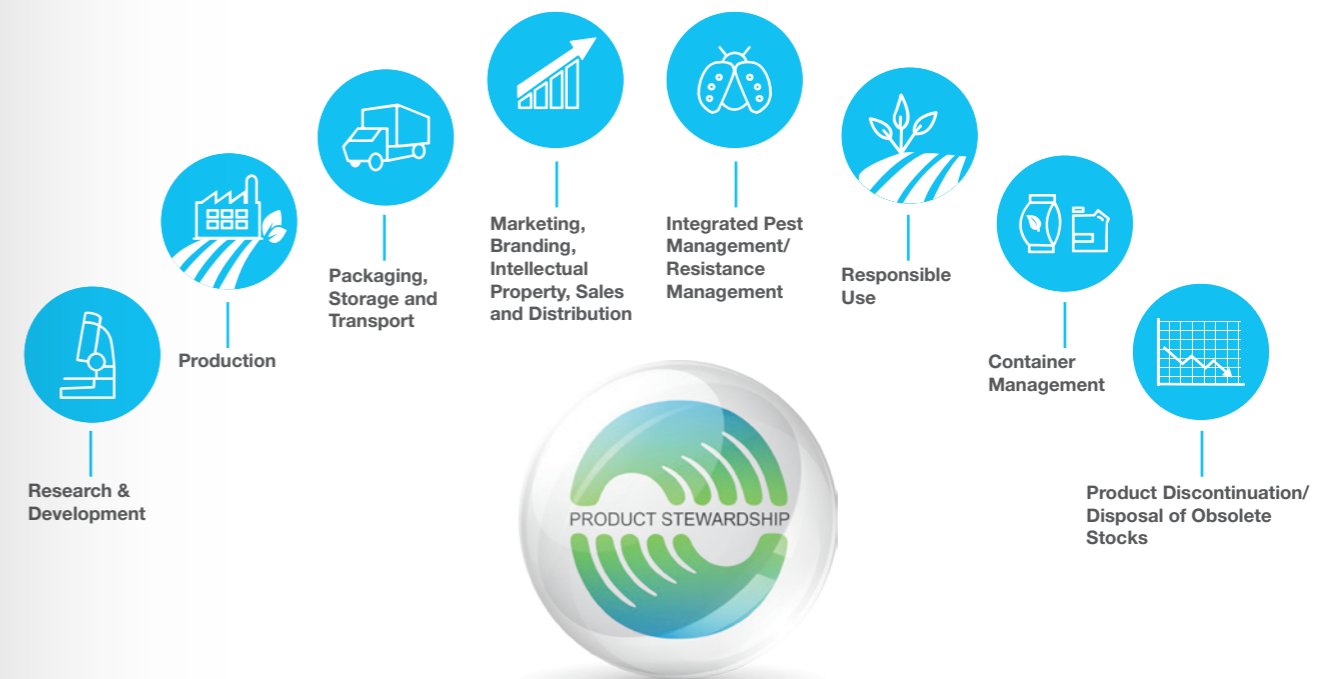 Research &
Development
Production
Packaging,
Storage and
Transport
Marketing,
Branding,
Intellectual
Property, Sales
and Distribution
Integrated Pest
Management/
Resistance
Management
Responsible
Use
Container
Management
Product Discontinuation/
Disposal of Obsolete
Stocks
PRODUCT STEWARDSHIP